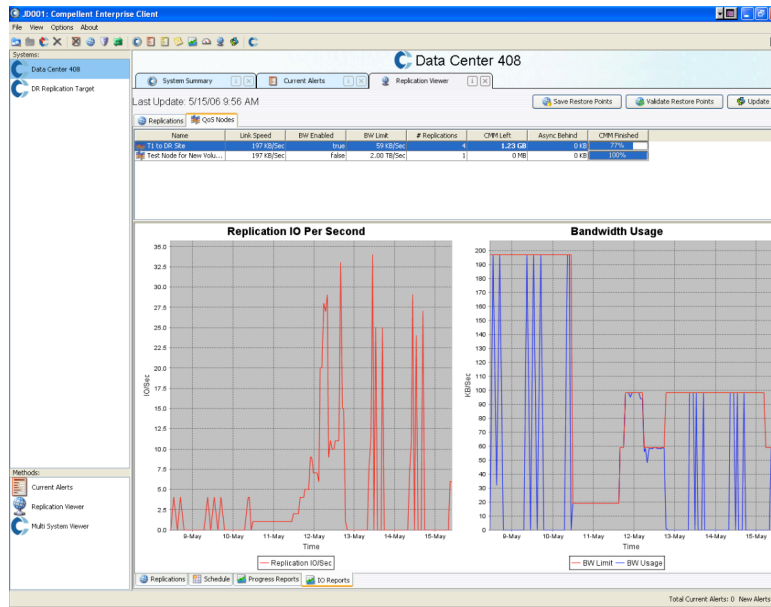 JD001: Compellent Enterprise Client
File View Options About
Systems:
Data Center 408
DR Replication Target
Data Center 408
System Summary Current Alerts Replication Viewer
Last Update: 5/15/06 9:56 AM
Save Restore Points Validate Restore Points Update
Replications QoS Nodes
Name Link Speed BW Enabled BW Limit # Replications CMM Left Async Behind CMM Finished
T1 to DR Site 197 KB/Sec true 59 KB/Sec 4 1.23 GB 0 KB 77%
Test Node for New Volu... 197 KB/Sec false 2.00 TB/Sec 1 0 MB 0 KB 100%
Replication IO Per Second
35.0
32.5
30.0
27.5
25.0
22.5
20.0
17.5
15.0
12.5
10.0
7.5
5.0
2.5
0.0
IO/Sec
9-May 10-May 11-May 12-May 13-May 14-May 15-May
Time
Replication IO/Sec
Bandwidth Usage
200
190
180
170
160
150
140
130
120
110
100
90
80
70
60
50
40
30
20
10
0
KB/Sec
9-May 10-May 11-May 12-May 13-May 14-May 15-May
Time
BW Limit BW Usage
Methods:
Current Alerts
Replication Viewer
Multi System Viewer
Replications Schedule Progress Reports IO Reports
Total Current Alerts: 0 New Alerts